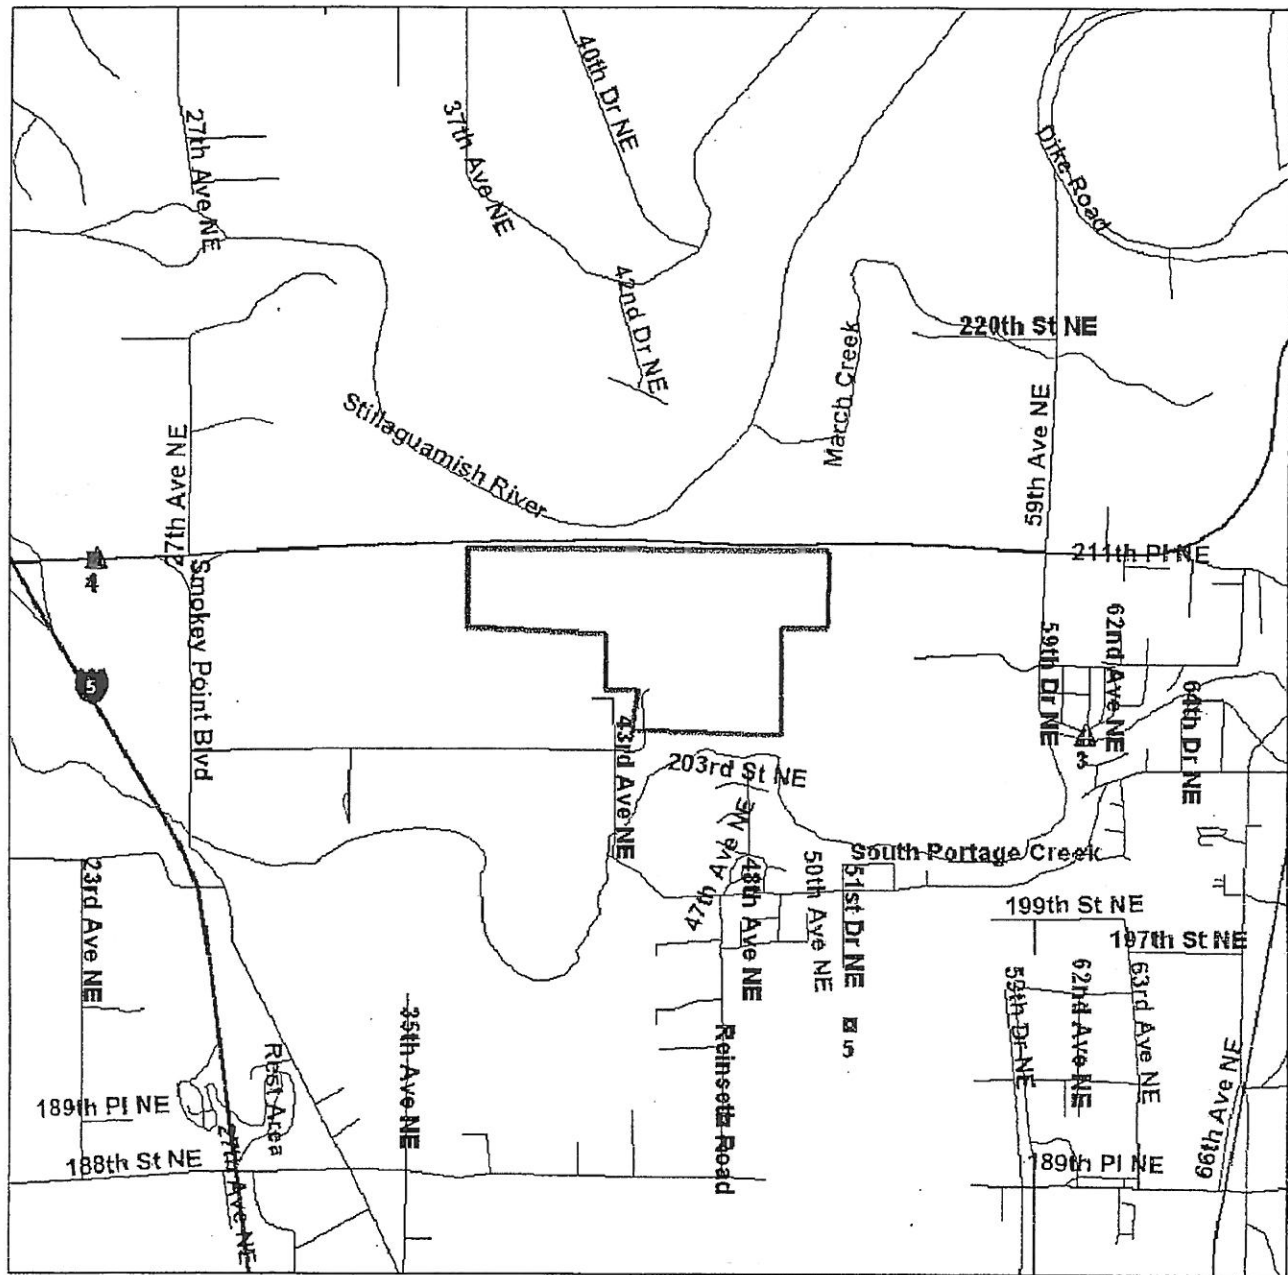 40th Dr NE
37th Ave NE
27th Ave NE
Dike Road
42nd Dr NE
220th St NE
March Creek
Stillaguamish River
59th Ave NE
27th Ave NE
211th Pl NE
4
Smokey Point Blvd
5
62nd Ave NE
59th Dr NE
64th Dr NE
43rd Ave NE
3
203rd St NE
47th Ave NE
South Portage Creek
23rd Ave NE
48th Ave NE
50th Ave NE
51st Dr NE
199th St NE
197th St NE
59th Dr NE
62nd Ave NE
63rd Ave NE
35th Ave NE
5
Reinseth Road
Rest Area
189th Pl NE
66th Ave NE
27th Ave NE
188th St NE
189th Pl NE